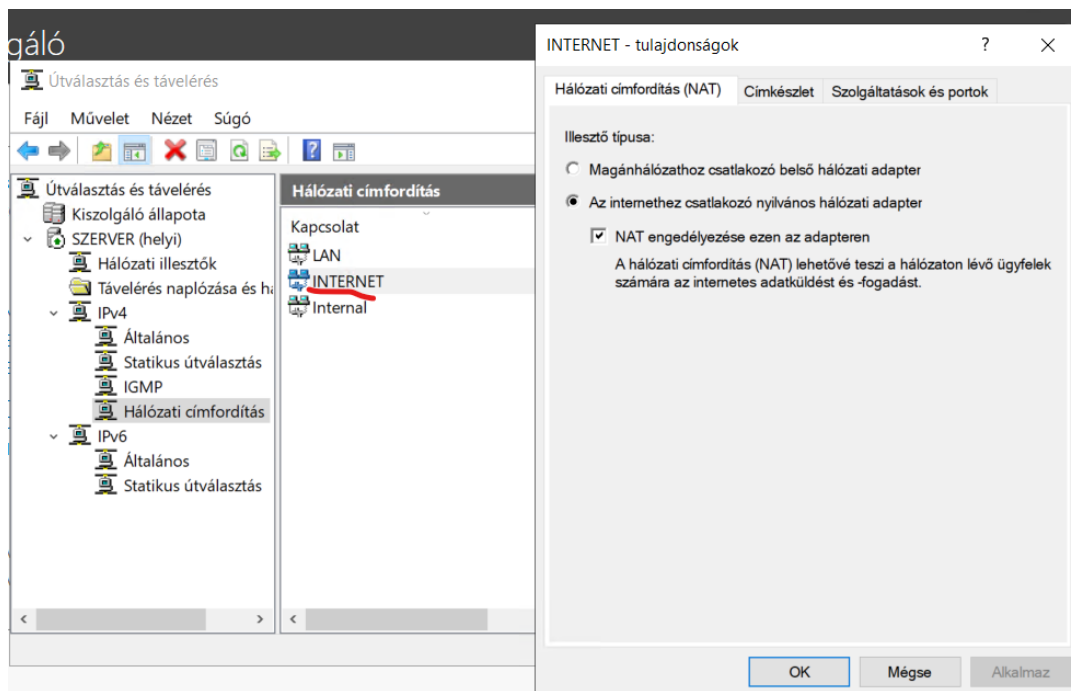 gáló
Útválasztás és távelérés
Fájl Művelet Nézet Súgó
Útválasztás és távelérés
Kiszolgáló állapota
SZERVER (helyi)
Hálózati illesztők
Távelérés naplózása és há
IPv4
Általános
Statikus útválasztás
IGMP
Hálózati címfordítás
IPv6
Általános
Statikus útválasztás
Hálózati címfordítás
Kapcsolat
LAN
INTERNET
Internal
INTERNET - tulajdonságok
Hálózati címfordítás (NAT) Címkészlet Szolgáltatások és portok
Illesztő típusa:
Magánhálózathoz csatlakozó belső hálózati adapter
Az internethez csatlakozó nyilvános hálózati adapter
NAT engedélyezése ezen az adapteren
A hálózati címfordítás (NAT) lehetővé teszi a hálózaton lévő ügyfelek
számára az internetes adatküldést és -fogadást.
OK Mégse Alkalmaz